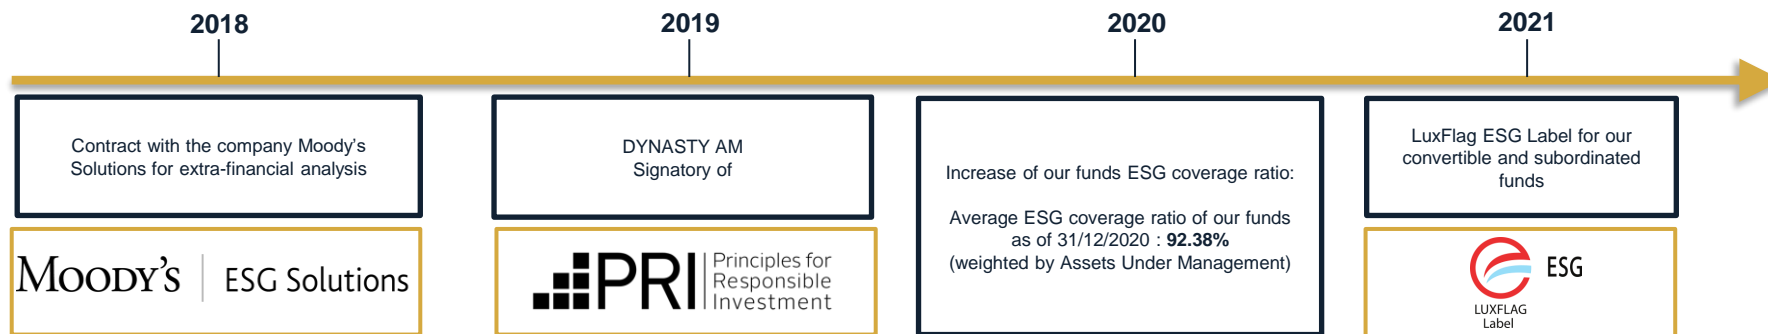 2018
2019
2020
2021
Contract with the company Moody's
Solutions for extra-financial analysis
MOODY'S | ESG Solutions
DYNASTY AM
Signatory of
PRI
Principles for
Responsible
Investment
Increase of our funds ESG coverage ratio:
Average ESG coverage ratio of our funds
as of 31/12/2020 : 92.38%
(weighted by Assets Under Management)
LuxFlag ESG Label for our
convertible and subordinated
funds
ESG
LUXFLAG
Label